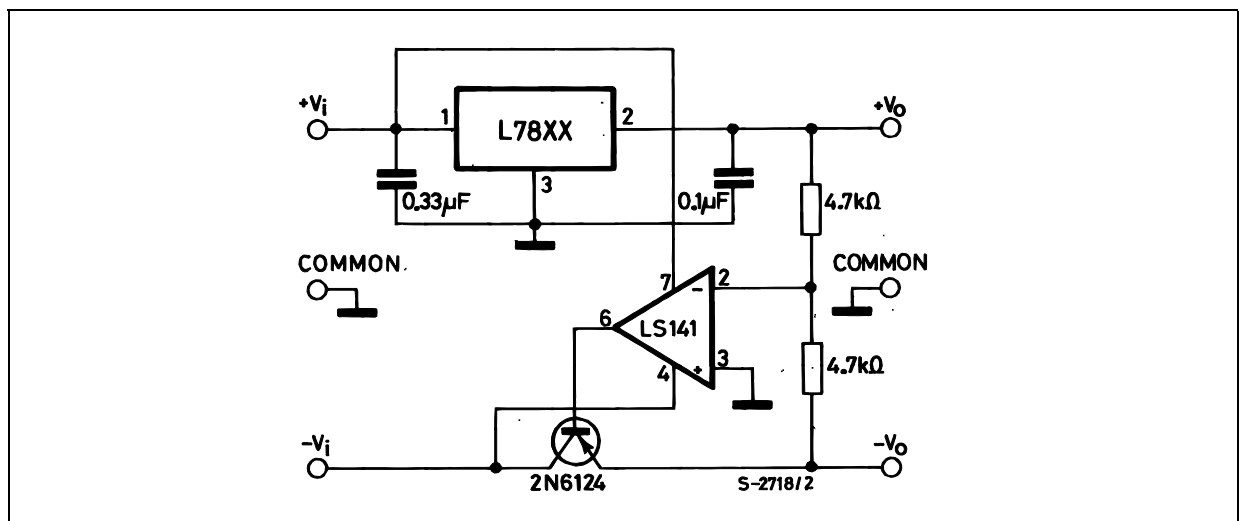 +Vi
1
L78XX
2
+Vo
3
0.33µF
0.1µF
4.7kΩ
COMMON
COMMON
7
2
-
6
LS141
3
+
4
4.7kΩ
-Vi
-Vo
2N6124
S-2718/2